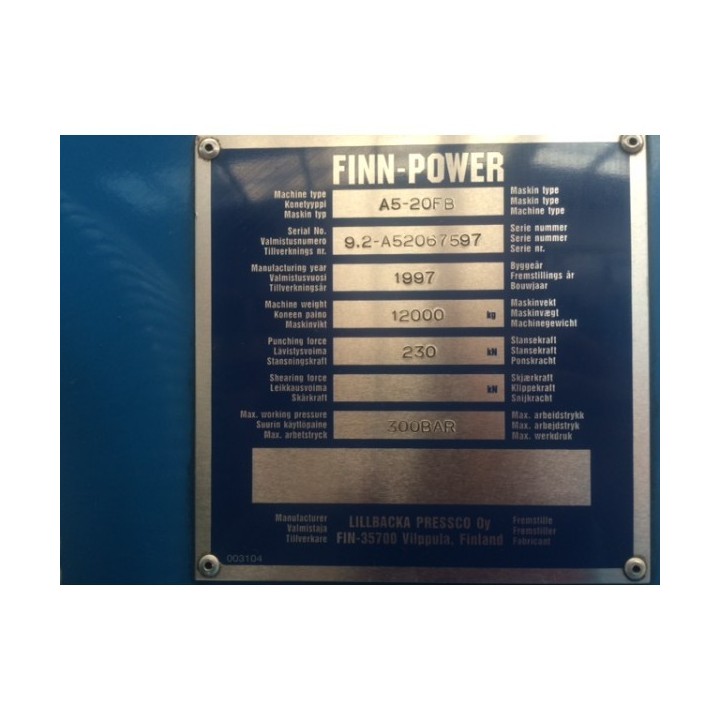 FINN-POWER
Machine type A5-20FB Maskin type
Konetyyppi Maskin type
Maskin typ Machine type
Serial No. 9.2-A52067597 Serie nummer
Valmistusnumero Serie nummer
Tillverknings nr. Serie nr.
Manufacturing year 1997 Byggeår
Valmistusvuosi Fremstillings år
Tillverkningsår Bouwjaar
Machine weight 12000 kg Maskinvekt
Koneen paino Maskinvægt
Maskinvikt Machinegewicht
Punching force 230 kN Stansekraft
Lävistysvoima Stansekraft
Stansningskraft Ponskracht
Shearing force kN Skjærkraft
Leikkausvoima Klippekraft
Skärkraft Snijkracht
Max. working pressure 300BAR Max. arbeidstrykk
Suurin käyttöpaine Max. arbejdstryk
Max. arbetstryck Max. werkdruk
Manufacturer LILLBACKA PRESSCO Oy Fremstille
Valmistaja FIN-35700 Vilppula, Finland Fremstiller
Tillverkare Fabricant
003104